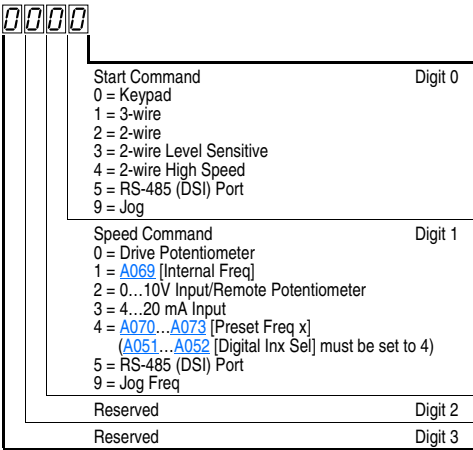 0000
Start Command Digit 0
0 = Keypad
1 = 3-wire
2 = 2-wire
3 = 2-wire Level Sensitive
4 = 2-wire High Speed
5 = RS-485 (DSI) Port
9 = Jog
Speed Command Digit 1
0 = Drive Potentiometer
1 = A069 [Internal Freq]
2 = 0…10V Input/Remote Potentiometer
3 = 4…20 mA Input
4 = A070…A073 [Preset Freq x]
(A051…A052 [Digital Inx Sel] must be set to 4)
5 = RS-485 (DSI) Port
9 = Jog Freq
Reserved Digit 2
Reserved Digit 3